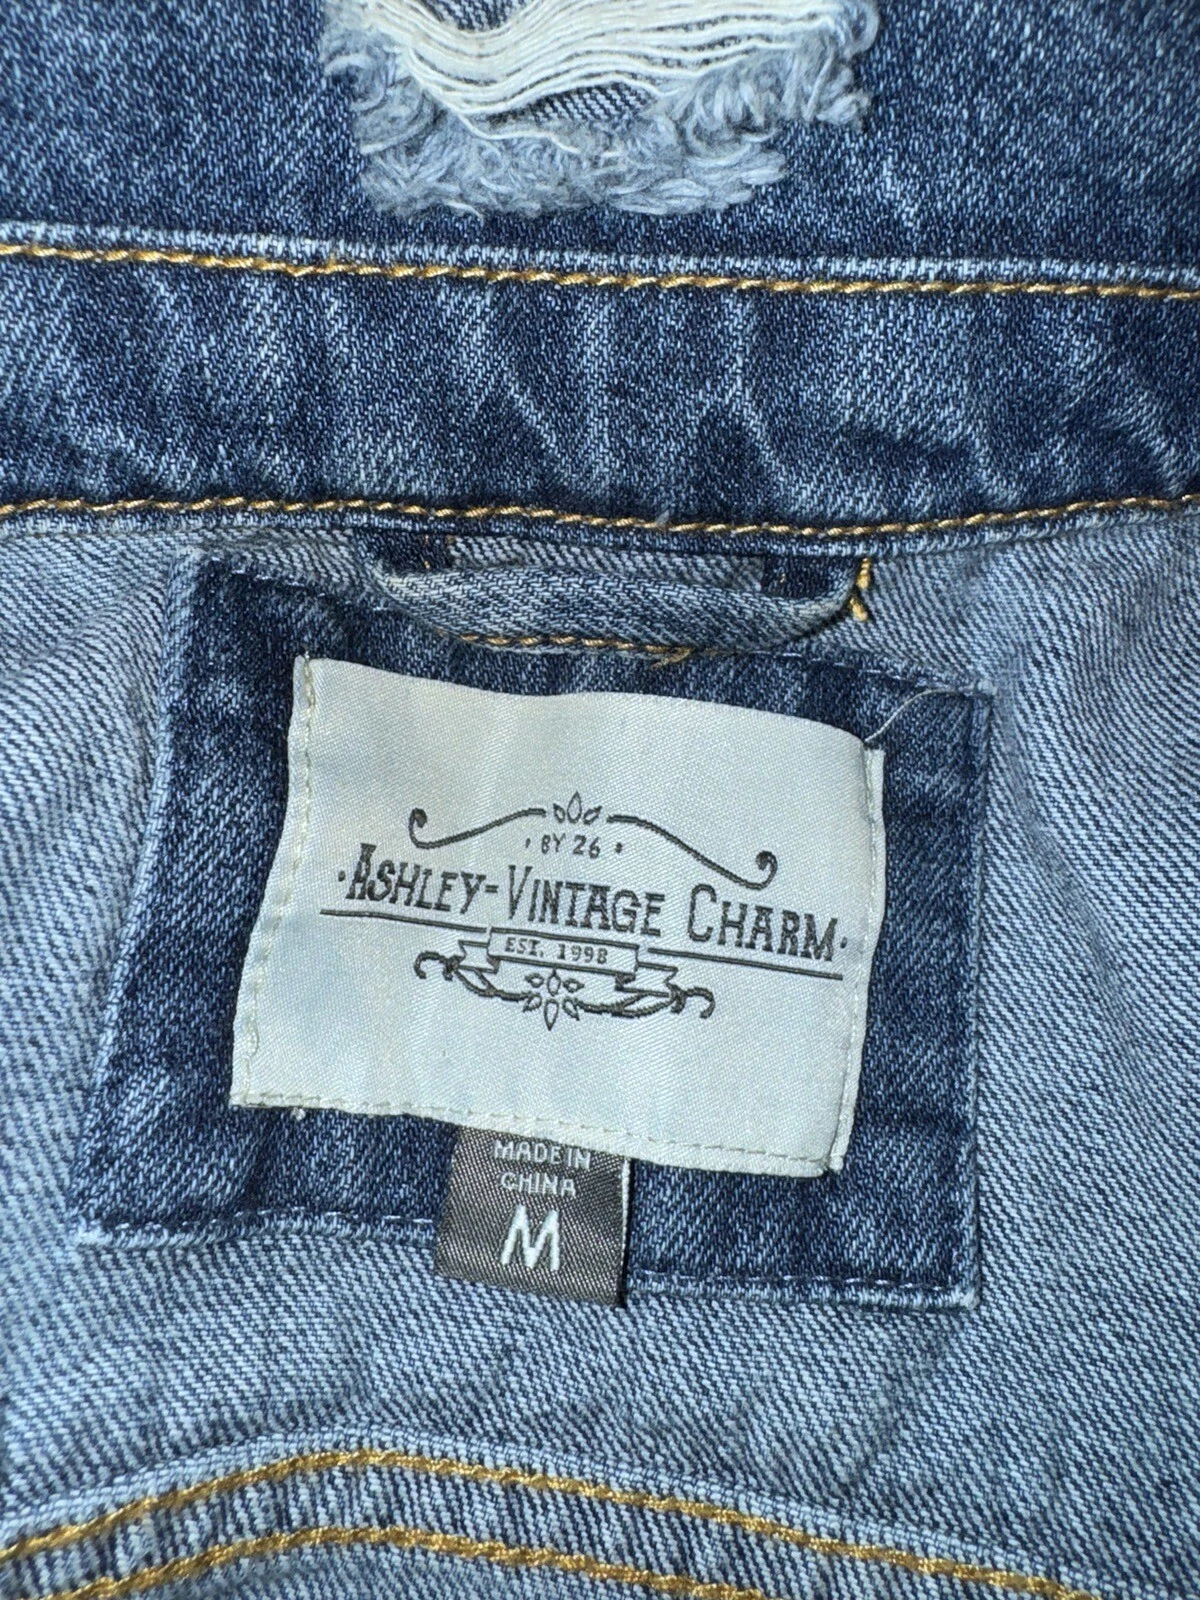 • BY 26 •
·ASHLEY-VINTAGE CHARM·
EST. 1998
MADE IN
CHINA
M